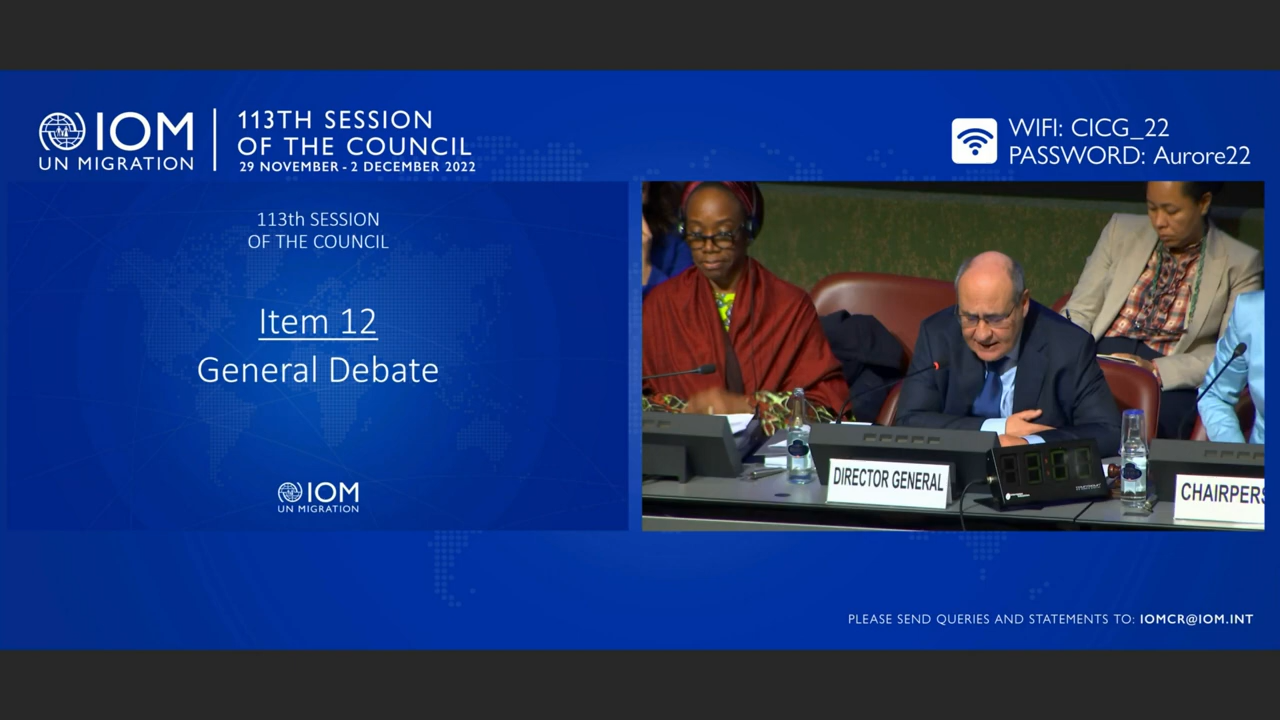 IOM
UN MIGRATION
113TH SESSION
OF THE COUNCIL
29 NOVEMBER - 2 DECEMBER 2022
WIFI: CICG_22
PASSWORD: Aurore22
113th SESSION
OF THE COUNCIL
Item 12
General Debate
IOM
UN MIGRATION
DIRECTOR GENERAL
CHAIRPERS
PLEASE SEND QUERIES AND STATEMENTS TO: IOMCR@IOM.INT